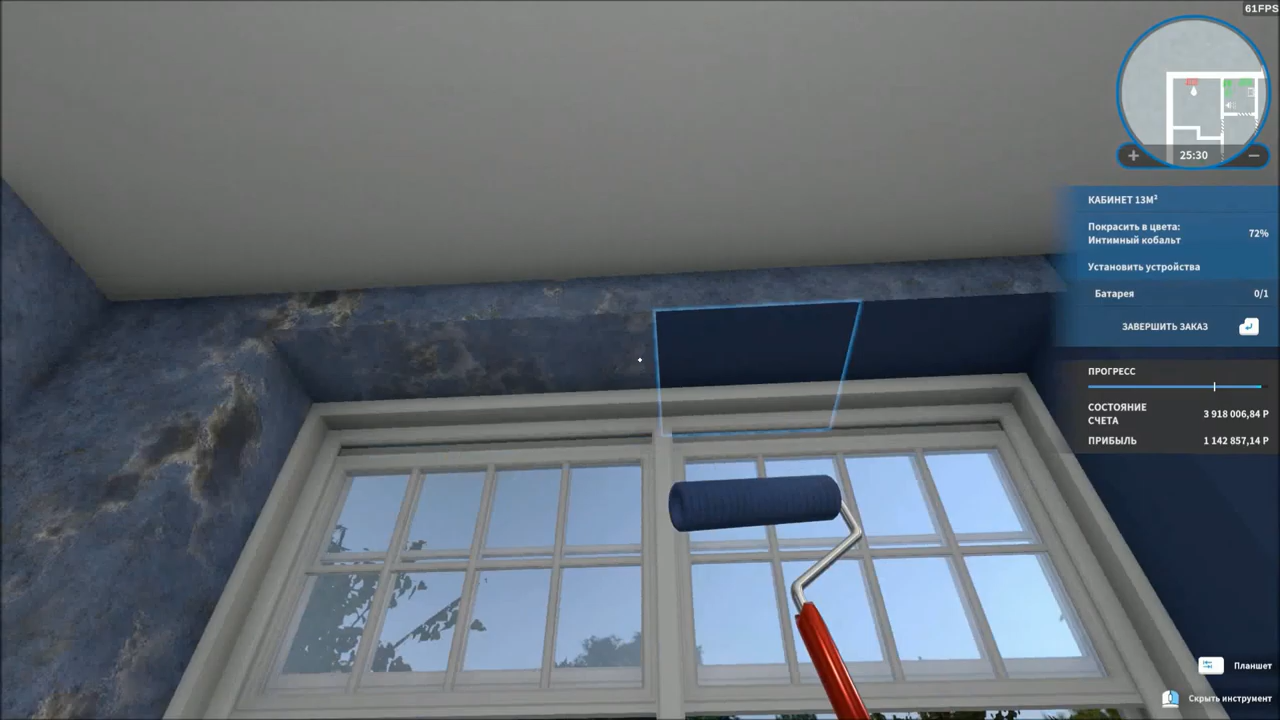 61FPS
25:30
КАБИНЕТ 13М²
Покрасить в цвета:
Интимный кобальт
72%
Установить устройства
Батарея 0/1
ЗАВЕРШИТЬ ЗАКАЗ
ПРОГРЕСС
СОСТОЯНИЕ
СЧЕТА
3 918 006,84 Р
ПРИБЫЛЬ 1 142 857,14 Р
Планшет
Скрыть инструмент